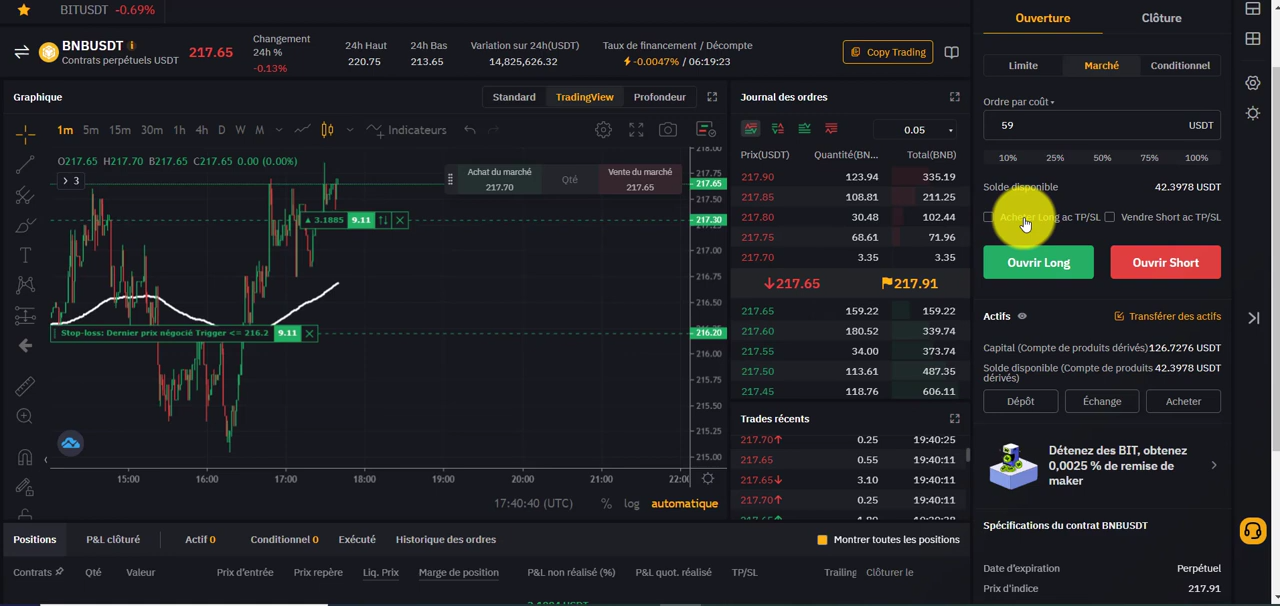 BITUSDT -0.69%
BNBUSDT
Contrats perpétuels USDT
217.65
Changement
24h %
-0.13%
24h Haut
220.75
24h Bas
213.65
Variation sur 24h(USDT)
14,825,626.32
Taux de financement / Décompte
-0.0047% / 06:19:23
Copy Trading
Graphique
Standard TradingView Profondeur
1m 5m 15m 30m 1h 4h D W M Indicateurs
O217.65 H217.70 B217.65 C217.65 0.00 (0.00%)
3
Achat du marché
217.70
Qté
Vente du marché
217.65
3.1885 9.11
Stop-loss: Dernier prix négocié Trigger <= 216.2 9.11
218.00
217.75
217.65
217.30
217.00
216.75
216.50
216.20
216.00
215.75
215.50
215.25
215.00
15:00 16:00 17:00 18:00 19:00 20:00 21:00 22:00
17:40:40 (UTC) % log automatique
Journal des ordres
0.05
Prix(USDT) Quantité(BN... Total(BNB)
217.90 123.94 335.19
217.85 108.81 211.25
217.80 30.48 102.44
217.75 68.61 71.96
217.70 3.35 3.35
217.65 217.91
217.65 159.22 159.22
217.60 180.52 339.74
217.55 34.00 373.74
217.50 113.61 487.35
217.45 118.76 606.11
Trades récents
217.70 0.25 19:40:25
217.65 0.55 19:40:11
217.65 3.10 19:40:11
217.70 0.25 19:40:11
Ouverture Clôture
Limite Marché Conditionnel
Ordre par coût
59 USDT
10% 25% 50% 75% 100%
Solde disponible 42.3978 USDT
Acheter Long ac TP/SL Vendre Short ac TP/SL
Ouvrir Long Ouvrir Short
Actifs Transférer des actifs
Capital (Compte de produits dérivés) 126.7276 USDT
Solde disponible (Compte de produits dérivés) 42.3978 USDT
Dépôt Échange Acheter
Détenez des BIT, obtenez
0,0025 % de remise de
maker
Spécifications du contrat BNBUSDT
Date d'expiration Perpétuel
Prix d'indice 217.91
Positions P&L clôturé Actif 0 Conditionnel 0 Exécuté Historique des ordres Montrer toutes les positions
Contrats Qté Valeur Prix d'entrée Prix repère Liq. Prix Marge de position P&L non réalisé (%) P&L quot. réalisé TP/SL Trailing Clôturer le